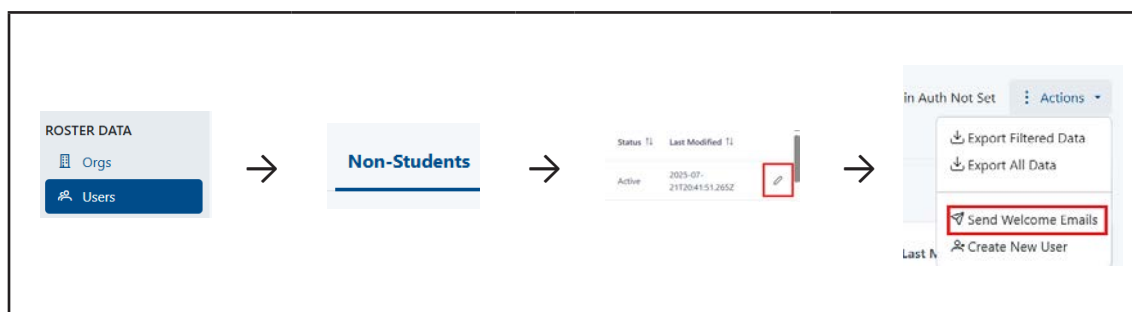 ROSTER DATA
Orgs
Users
Non-Students
Status Last Modified
Active
2025-07-
21T20:41:51.265Z
in Auth Not Set Actions
Export Filtered Data
Export All Data
Send Welcome Emails
Create New User
Last M